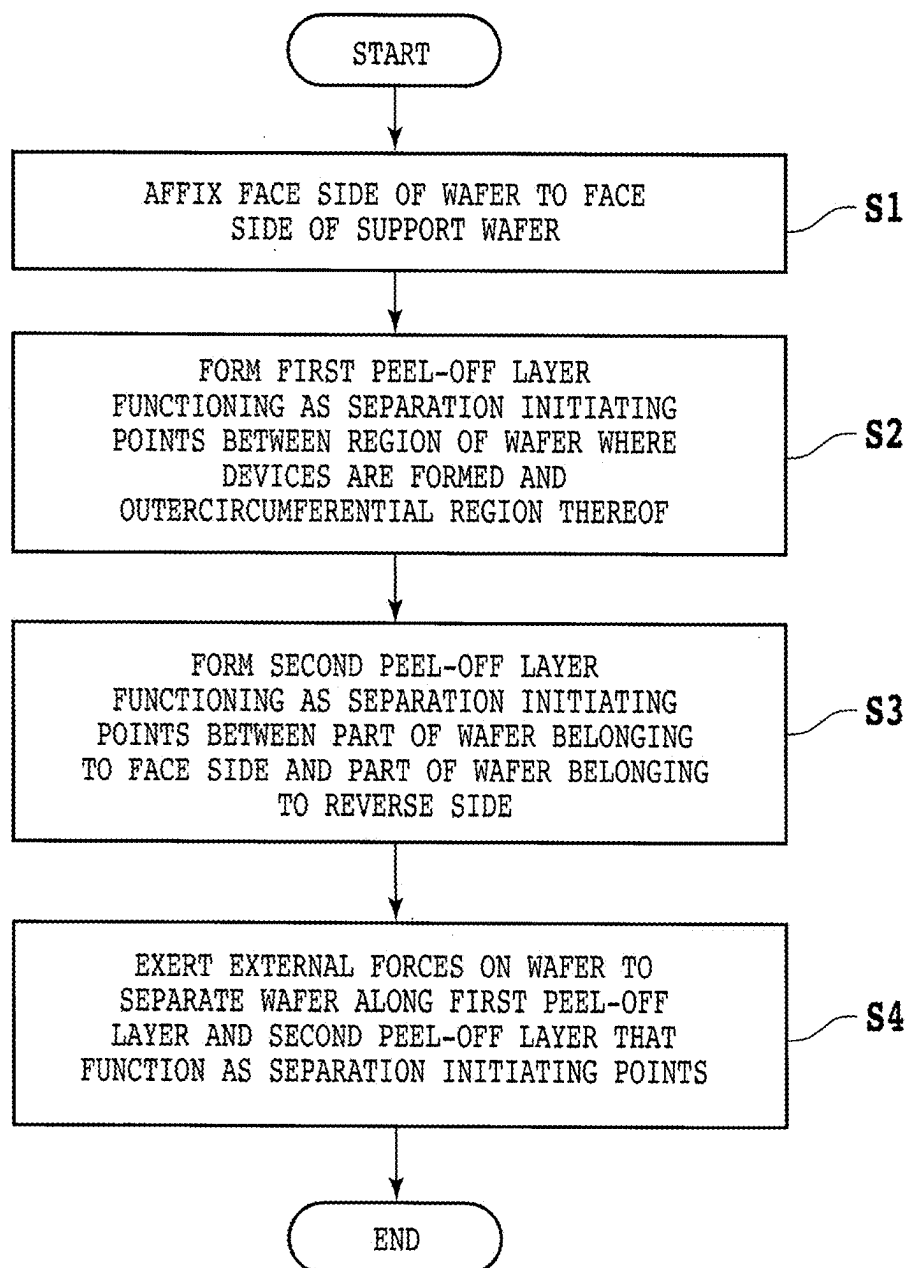 START
AFFIX FACE SIDE OF WAFER TO FACE
SIDE OF SUPPORT WAFER
S1
FORM FIRST PEEL-OFF LAYER
FUNCTIONING AS SEPARATION INITIATING
POINTS BETWEEN REGION OF WAFER WHERE
DEVICES ARE FORMED AND
OUTERCIRCUMFERENTIAL REGION THEREOF
S2
FORM SECOND PEEL-OFF LAYER
FUNCTIONING AS SEPARATION INITIATING
POINTS BETWEEN PART OF WAFER BELONGING
TO FACE SIDE AND PART OF WAFER BELONGING
TO REVERSE SIDE
S3
EXERT EXTERNAL FORCES ON WAFER TO
SEPARATE WAFER ALONG FIRST PEEL-OFF
LAYER AND SECOND PEEL-OFF LAYER THAT
FUNCTION AS SEPARATION INITIATING POINTS
S4
END